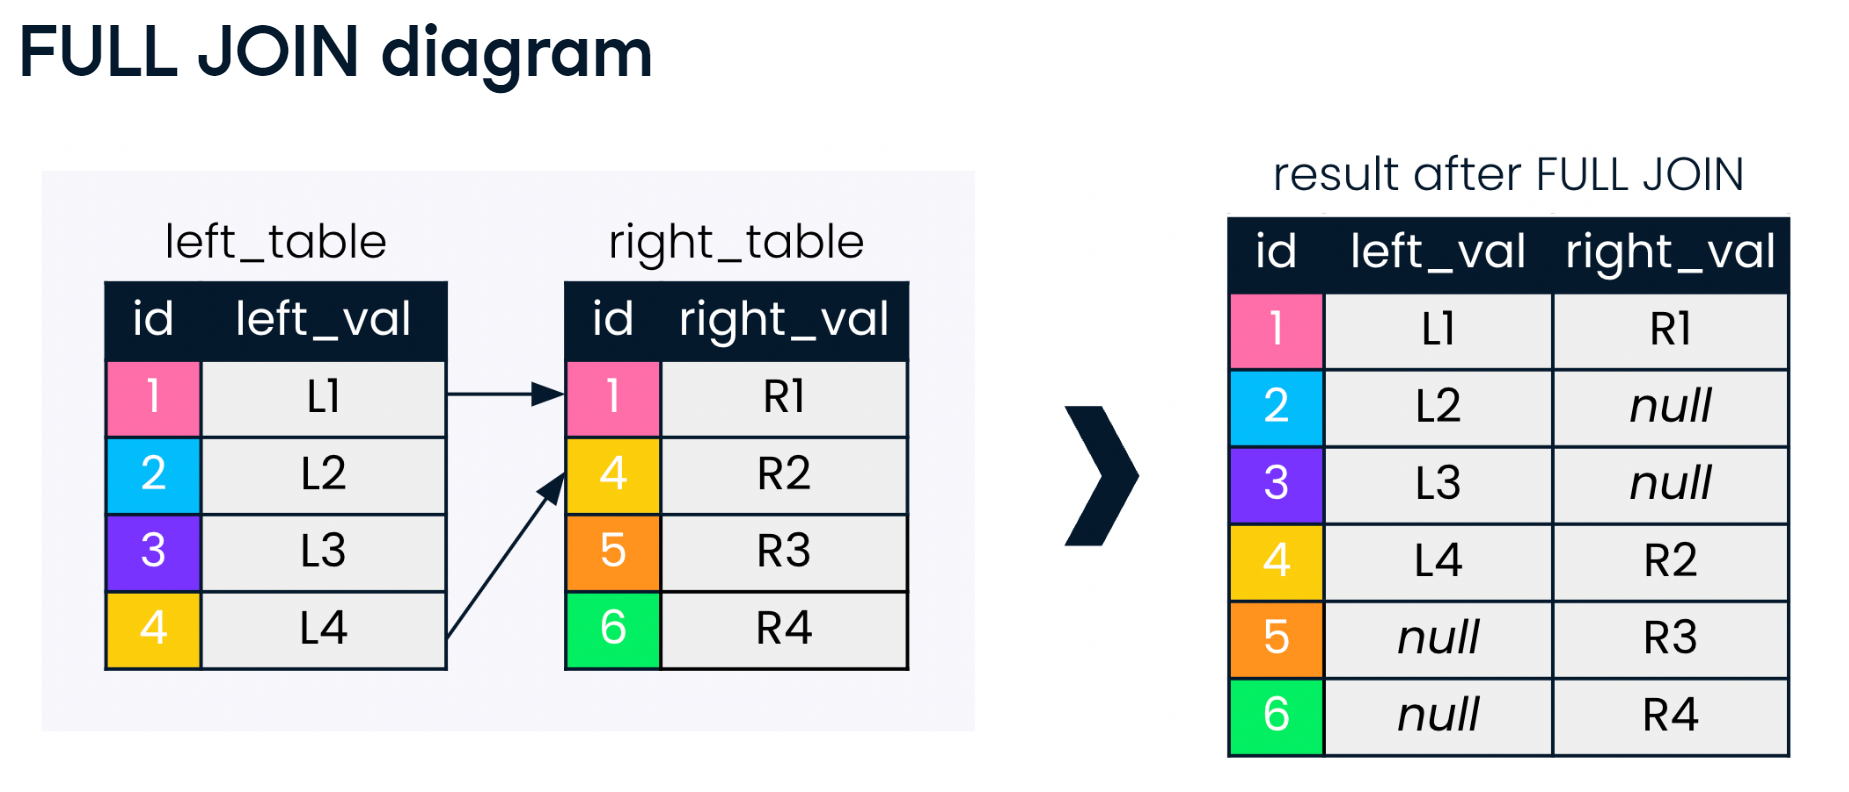 FULL JOIN diagram
left_table
id left_val
1 L1
2 L2
3 L3
4 L4
right_table
id right_val
1 R1
4 R2
5 R3
6 R4
result after FULL JOIN
id left_val right_val
1 L1 R1
2 L2 null
3 L3 null
4 L4 R2
5 null R3
6 null R4